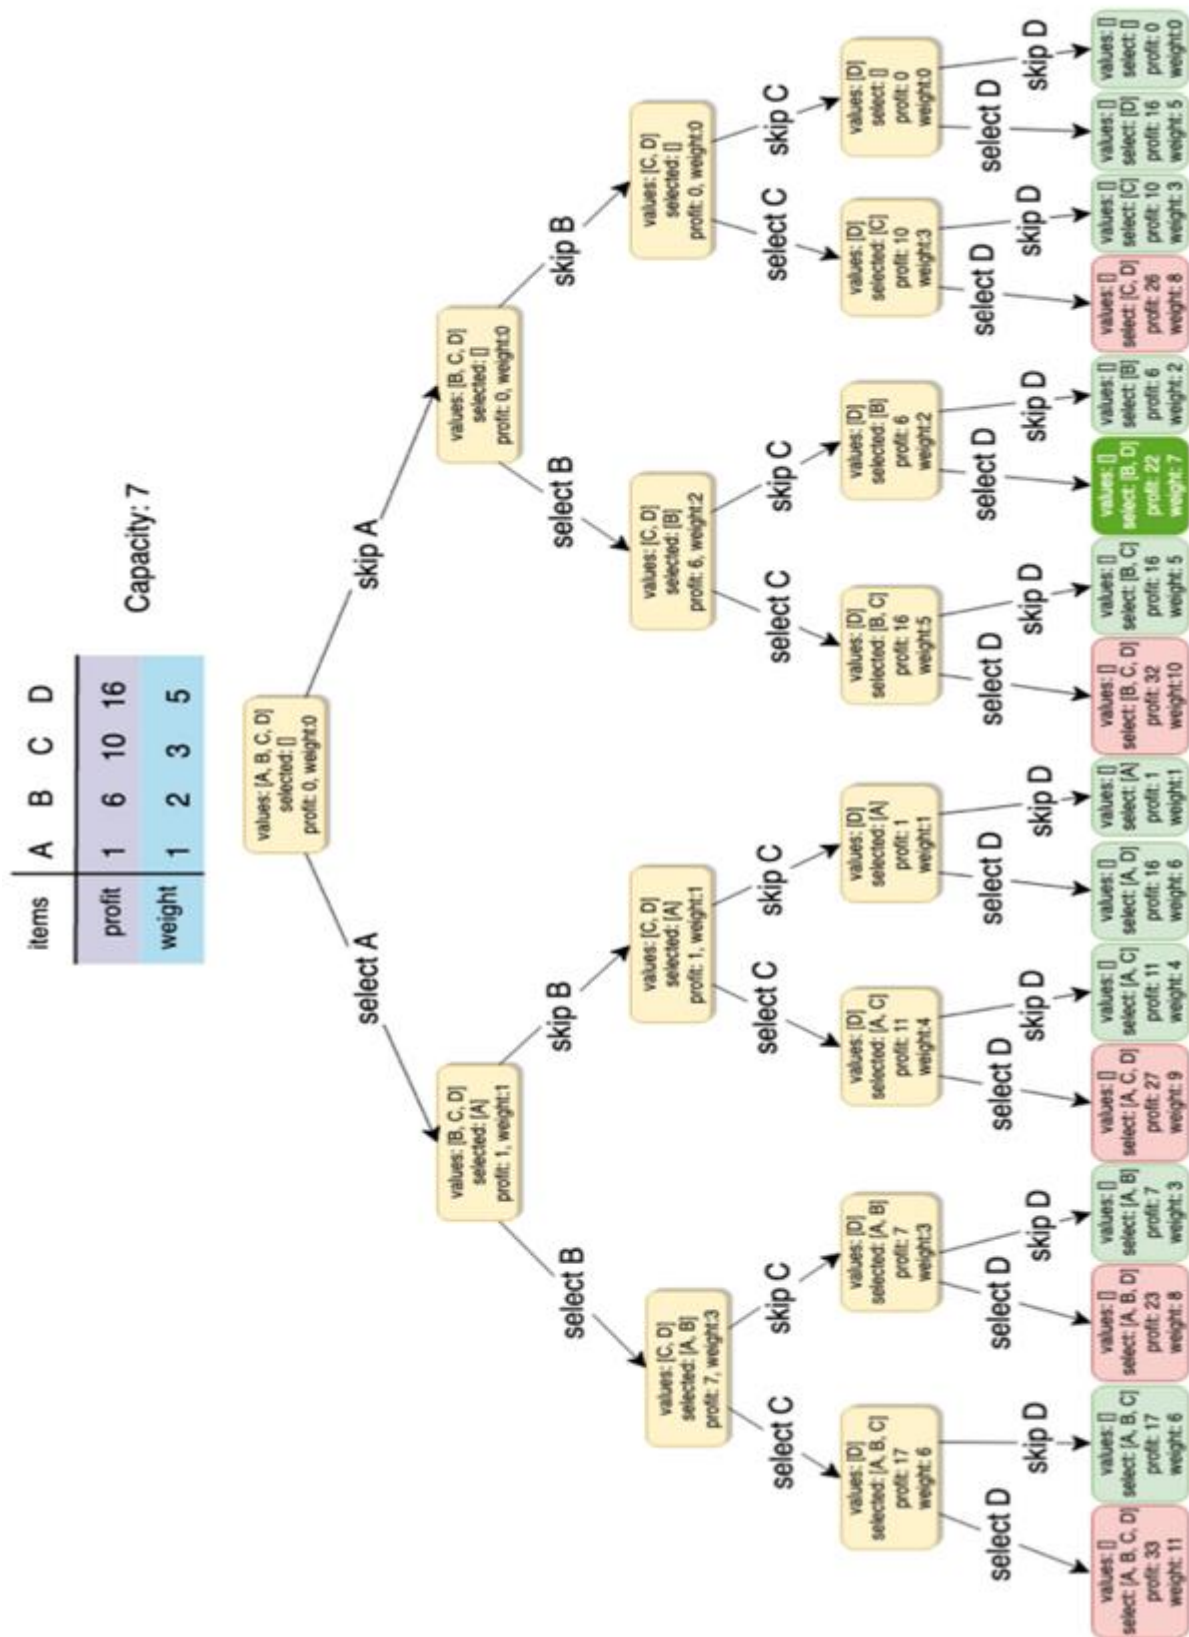 items A B C D
profit 1 6 10 16
weight 1 2 3 5
Capacity: 7
values: [A, B, C, D]
selected: []
profit: 0, weight:0
select A
skip A
values: [B, C, D]
selected: [A]
profit: 1, weight:1
values: [B, C, D]
selected: []
profit: 0, weight:0
select B
skip B
select B
skip B
values: [C, D]
selected: [A, B]
profit: 7, weight:3
values: [C, D]
selected: [A]
profit: 1, weight:1
values: [C, D]
selected: [B]
profit: 6, weight:2
values: [C, D]
selected: []
profit: 0, weight:0
select C
skip C
select C
skip C
select C
skip C
select C
skip C
values: [D]
selected: [A, B, C]
profit: 17
weight: 6
values: [D]
selected: [A, B]
profit: 7
weight:3
values: [D]
selected: [A, C]
profit: 11
weight:4
values: [D]
selected: [A]
profit: 1
weight:1
values: [D]
selected: [B, C]
profit: 16
weight:5
values: [D]
selected: [B]
profit: 6
weight:2
values: [D]
selected: [C]
profit: 10
weight:3
values: [D]
select: []
profit: 0
weight:0
select D
skip D
select D
skip D
select D
skip D
select D
skip D
select D
skip D
select D
skip D
select D
skip D
select D
skip D
values: []
select: [A, B, C, D]
profit: 33
weight: 11
values: []
select: [A, B, C]
profit: 17
weight: 6
values: []
select: [A, B, D]
profit: 23
weight: 8
values: []
select: [A, B]
profit: 7
weight: 3
values: []
select: [A, C, D]
profit: 27
weight: 9
values: []
select: [A, C]
profit: 11
weight: 4
values: []
select: [A, D]
profit: 16
weight: 6
values: []
select: [A]
profit: 1
weight:1
values: []
select: [B, C, D]
profit: 32
weight:10
values: []
select: [B, C]
profit: 16
weight: 5
values: []
select: [B, D]
profit: 22
weight: 7
values: []
select: [B]
profit: 6
weight: 2
values: []
select: [C, D]
profit: 26
weight: 8
values: []
select: [C]
profit: 10
weight: 3
values: []
select: [D]
profit: 16
weight: 5
values: []
select: []
profit: 0
weight:0